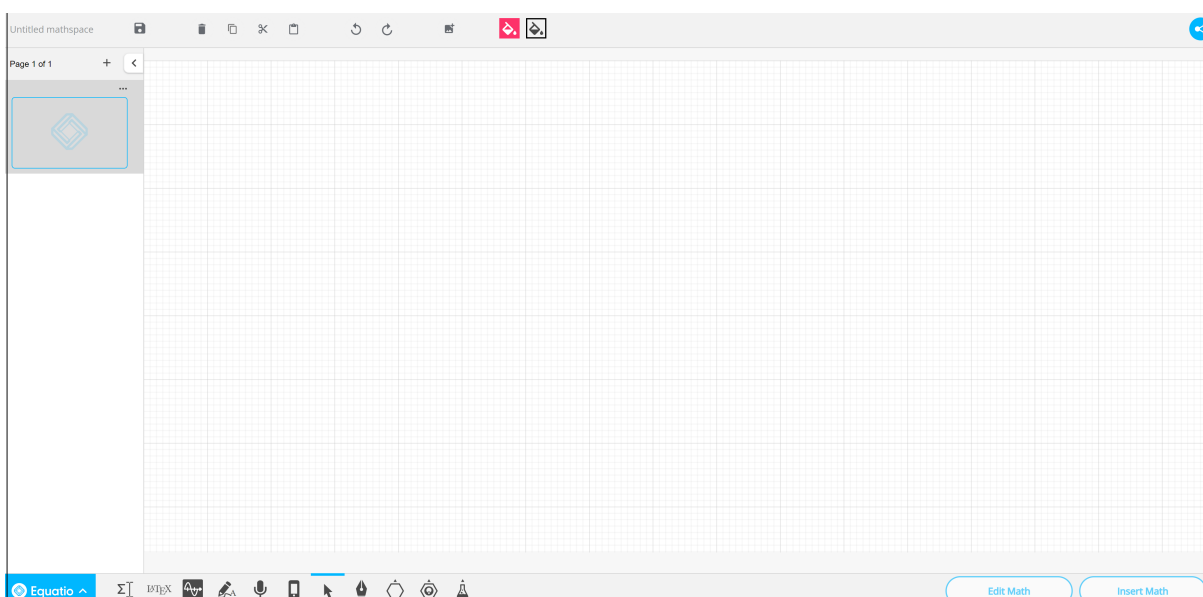 Untitled mathspace
Page 1 of 1
Equatio
LATEX
Edit Math
Insert Math